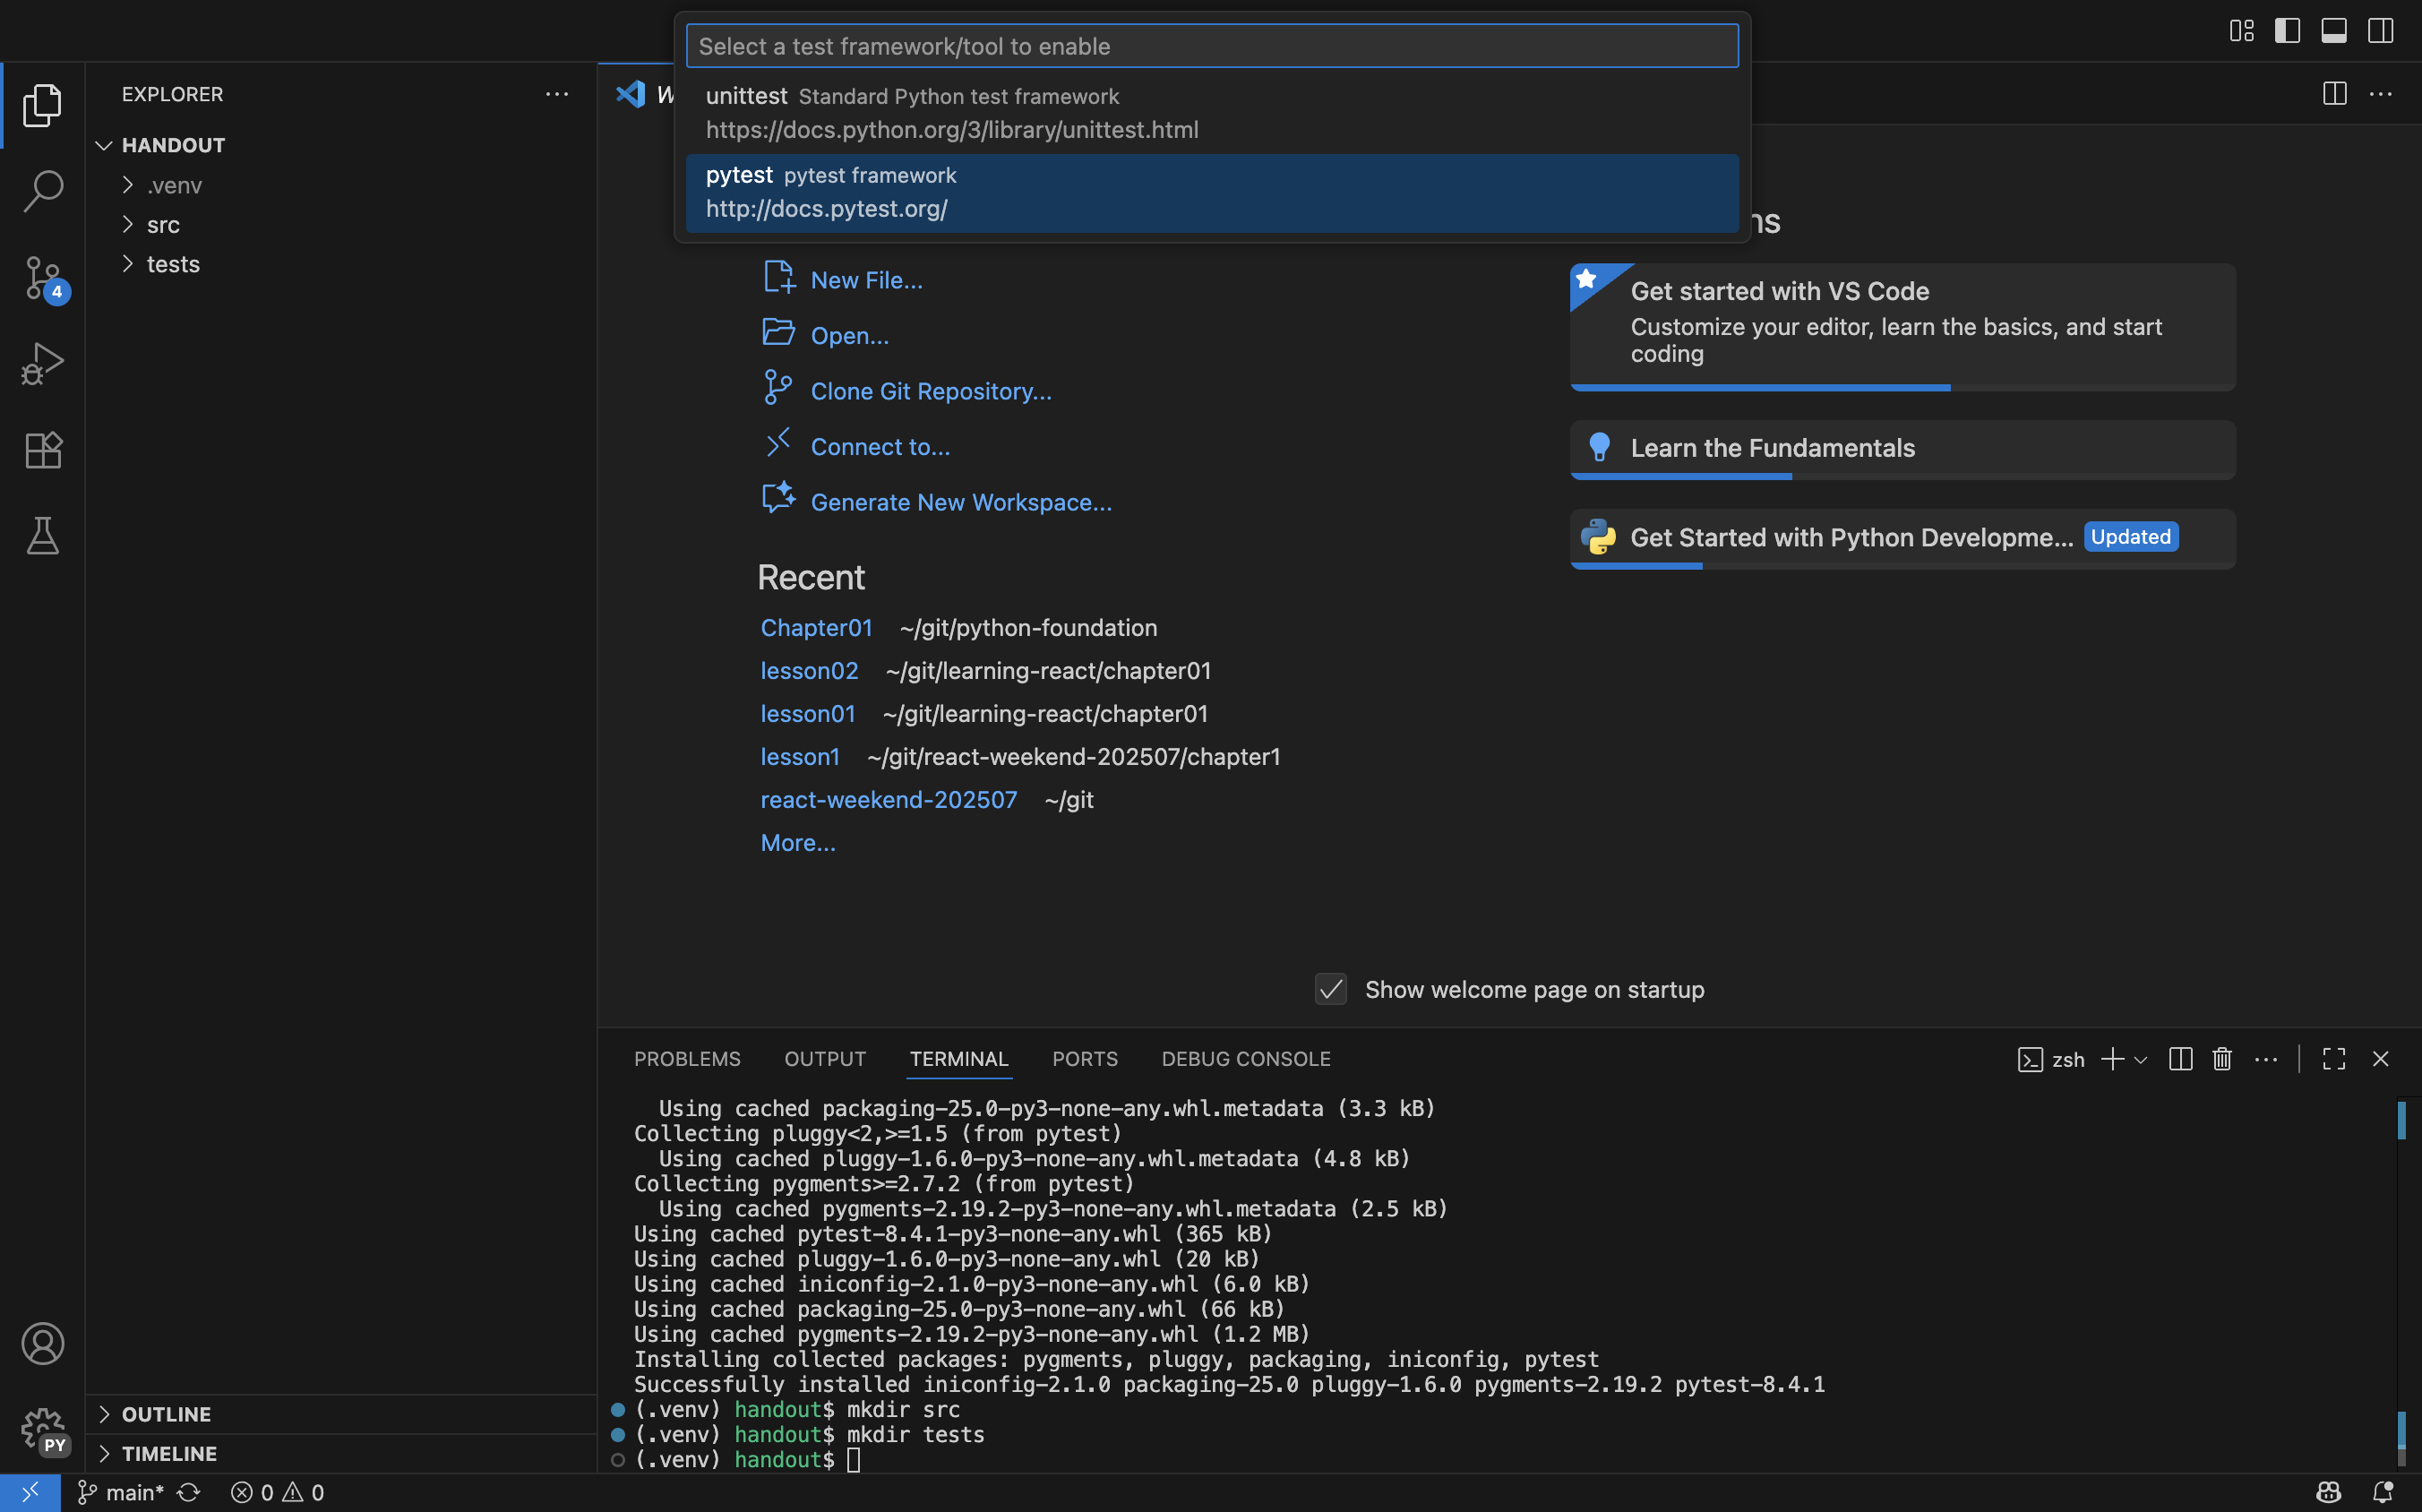 Select a test framework/tool to enable
unittest Standard Python test framework
https://docs.python.org/3/library/unittest.html
pytest pytest framework
http://docs.pytest.org/
EXPLORER
HANDOUT
.venv
src
tests
4
New File...
Open...
Clone Git Repository...
Connect to...
Generate New Workspace...
Recent
Chapter01 ~/git/python-foundation
lesson02 ~/git/learning-react/chapter01
lesson01 ~/git/learning-react/chapter01
lesson1 ~/git/react-weekend-202507/chapter1
react-weekend-202507 ~/git
More...
Get started with VS Code
Customize your editor, learn the basics, and start
coding
Learn the Fundamentals
Get Started with Python Developme... Updated
Show welcome page on startup
PROBLEMS OUTPUT TERMINAL PORTS DEBUG CONSOLE zsh
Using cached packaging-25.0-py3-none-any.whl.metadata (3.3 kB)
Collecting pluggy<2,>=1.5 (from pytest)
Using cached pluggy-1.6.0-py3-none-any.whl.metadata (4.8 kB)
Collecting pygments>=2.7.2 (from pytest)
Using cached pygments-2.19.2-py3-none-any.whl.metadata (2.5 kB)
Using cached pytest-8.4.1-py3-none-any.whl (365 kB)
Using cached pluggy-1.6.0-py3-none-any.whl (20 kB)
Using cached iniconfig-2.1.0-py3-none-any.whl (6.0 kB)
Using cached packaging-25.0-py3-none-any.whl (66 kB)
Using cached pygments-2.19.2-py3-none-any.whl (1.2 MB)
Installing collected packages: pygments, pluggy, packaging, iniconfig, pytest
Successfully installed iniconfig-2.1.0 packaging-25.0 pluggy-1.6.0 pygments-2.19.2 pytest-8.4.1
(.venv) handout$ mkdir src
(.venv) handout$ mkdir tests
(.venv) handout$
OUTLINE
TIMELINE
PY
main* 0 0